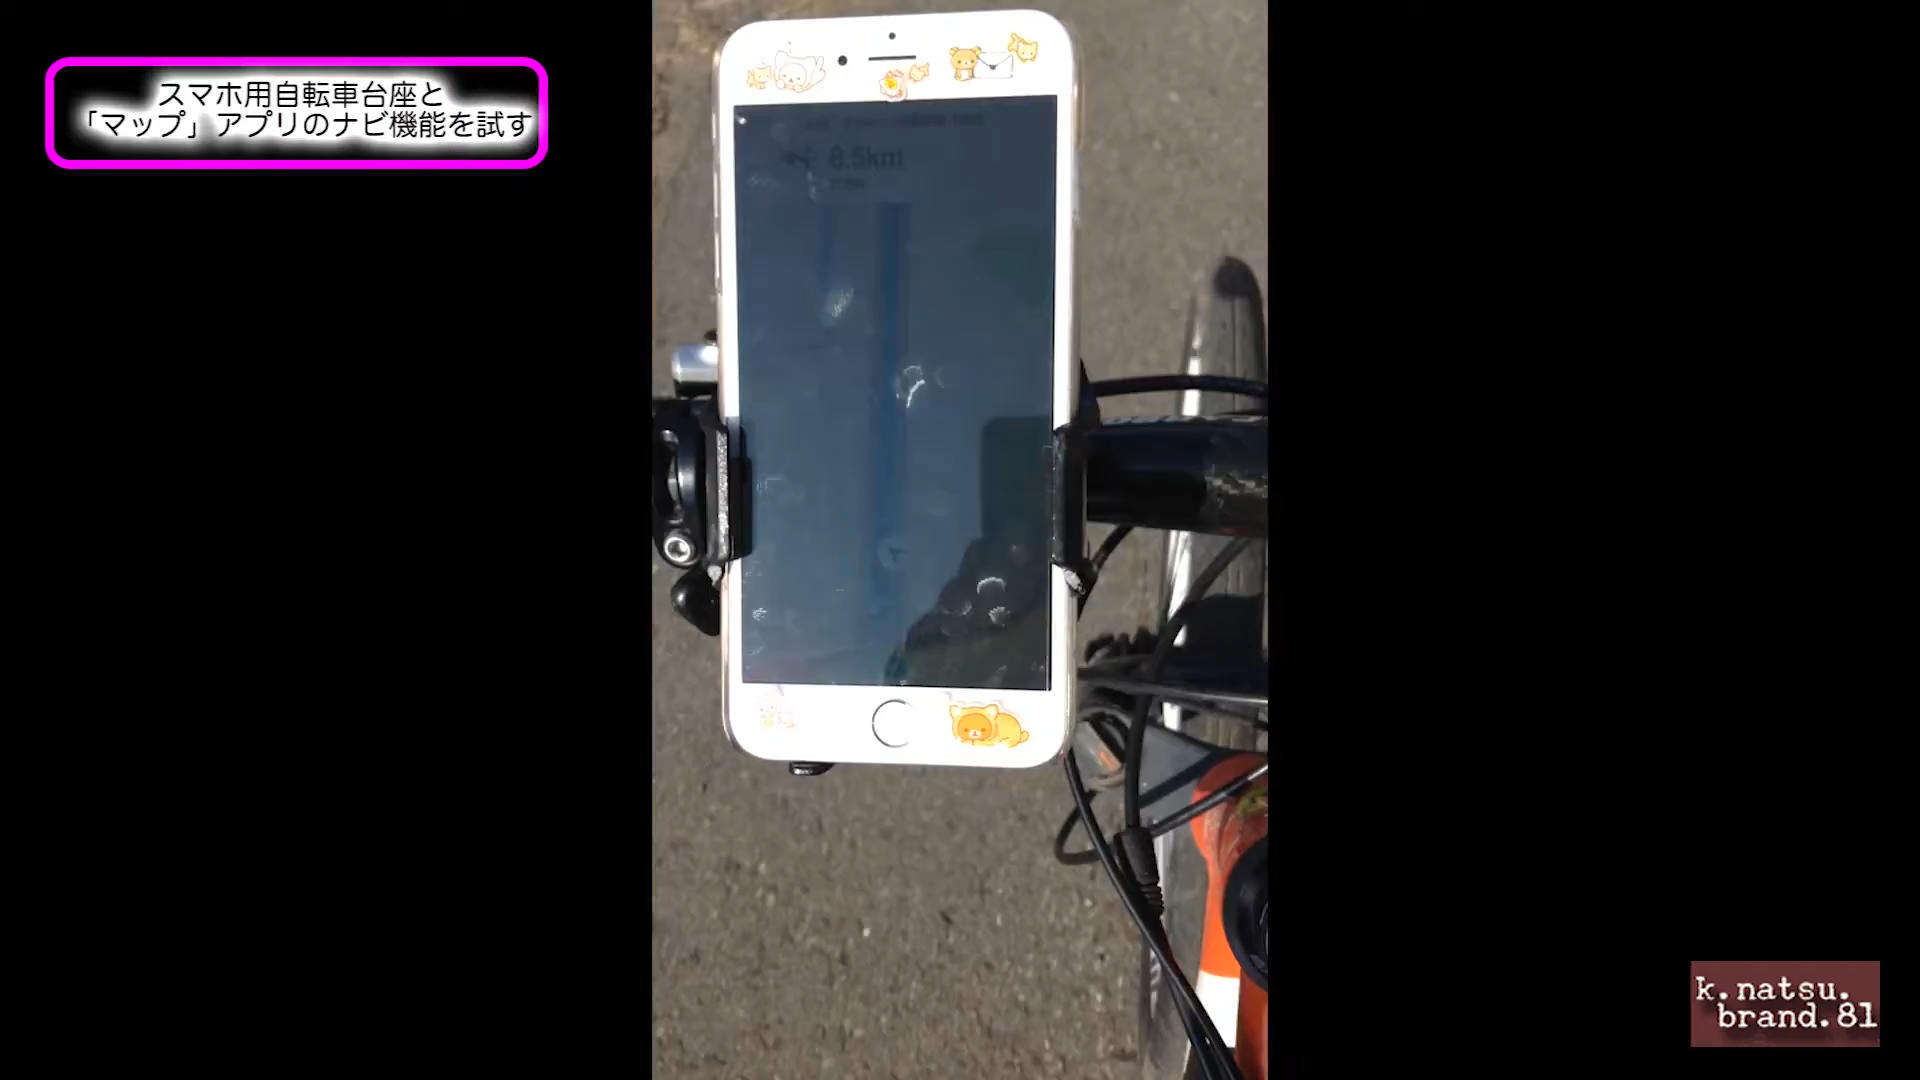 スマホ用自転車台座と
「マップ」アプリのナビ機能を試す
8.5km
k.natsu.
brand.81